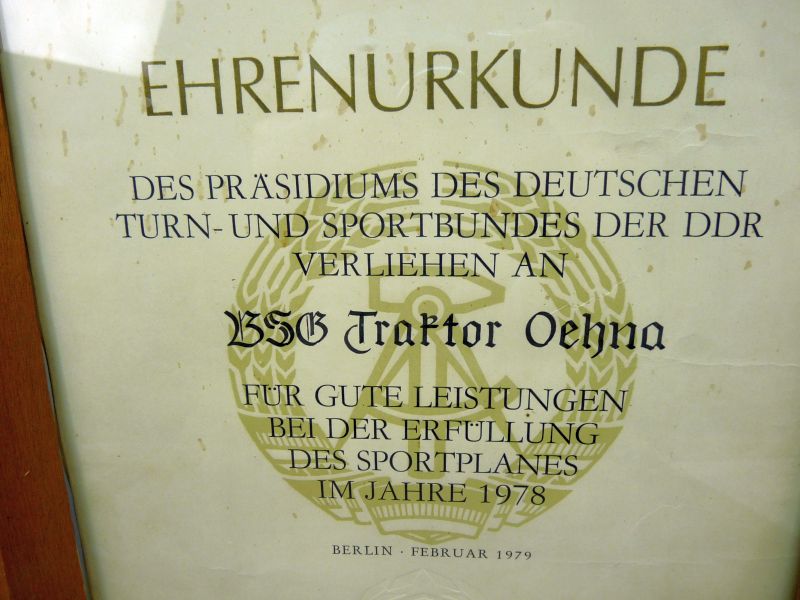 EHRENURKUNDE
DES PRÄSIDIUMS DES DEUTSCHEN
TURN- UND SPORTBUNDES DER DDR
VERLIEHEN AN
BSG Traktor Oehna
FÜR GUTE LEISTUNGEN
BEI DER ERFÜLLUNG
DES SPORTPLANES
IM JAHRE 1978
BERLIN · FEBRUAR 1979